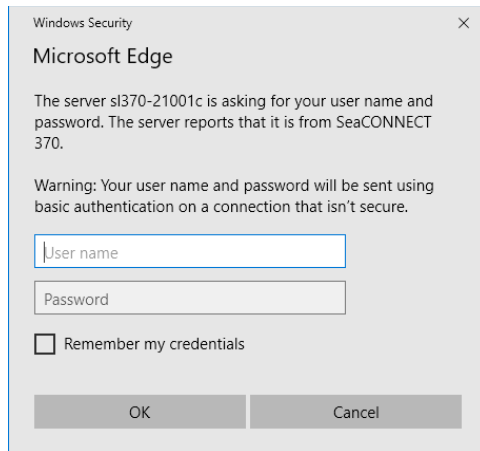 Windows Security
Microsoft Edge
The server sl370-21001c is asking for your user name and
password. The server reports that it is from SeaCONNECT
370.
Warning: Your user name and password will be sent using
basic authentication on a connection that isn't secure.
User name
Password
Remember my credentials
OK
Cancel